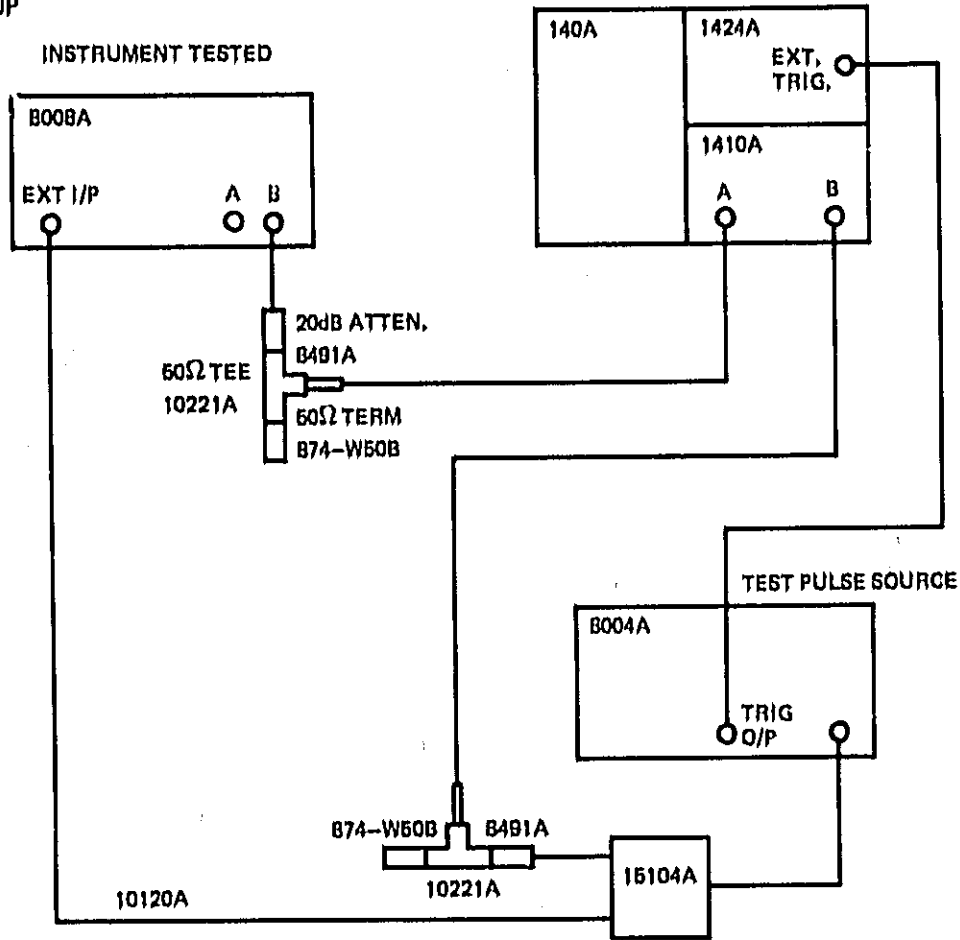 UP
INSTRUMENT TESTED
8008A
EXT I/P
A
B
140A
1424A
EXT.
TRIG.
1410A
A
B
20dB ATTEN.
8491A
50Ω TEE
10221A
50Ω TERM
874-W50B
TEST PULSE SOURCE
8004A
TRIG
O/P
874-W50B
8491A
10221A
15104A
10120A